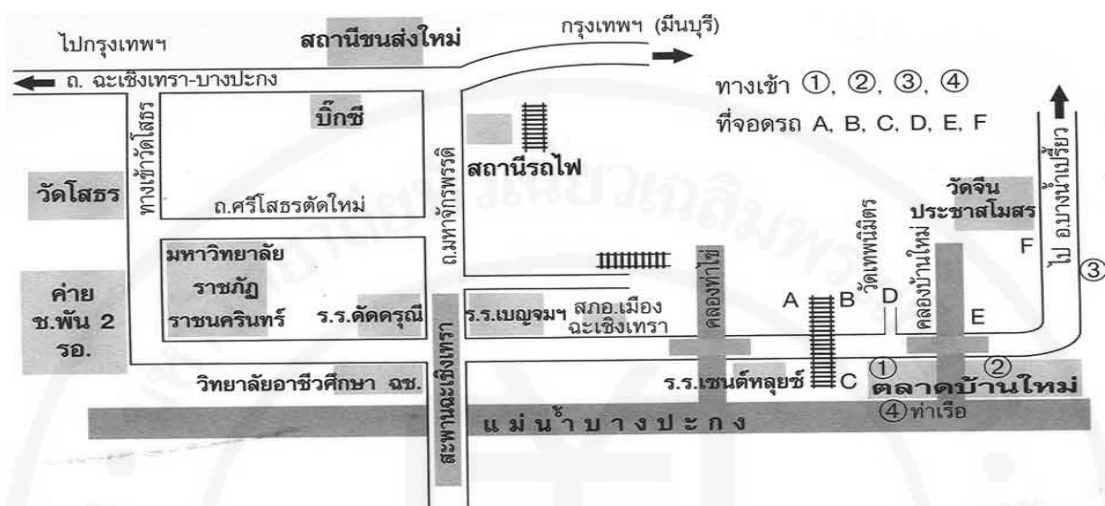 ไปกรุงเทพฯ
สถานีขนส่งใหม่
กรุงเทพฯ (มีนบุรี)
ถ. ฉะเชิงเทรา-บางปะกง
ทางเข้า ①, ②, ③, ④
ที่จอดรถ A, B, C, D, E, F
บิ๊กซี
ทางเข้าวัดโสธร
ถ.มหาจักรพรรดิ
สถานีรถไฟ
วัดโสธร
ถ.ศรีโสธรตัดใหม่
วัดจีน
ประชาสโมสร
ไป อ.บางน้ำเปรี้ยว
F
③
มหาวิทยาลัย
ราชภัฏ
ราชนครินทร์
ค่าย
ช.พัน 2
รอ.
ร.ร.ดัดดรุณี
ร.ร.เบญจมฯ
สภอ.เมือง
ฉะเชิงเทรา
คลองท่าไข่
A
B
วัดเทพนิมิตร
D
คลองบ้านใหม่
E
วิทยาลัยอาชีวศึกษา ฉช.
สะพานฉะเชิงเทรา
ร.ร.เซนต์หลุยซ์
C
①
②
ตลาดบ้านใหม่
④ท่าเรือ
แม่น้ำบางปะกง